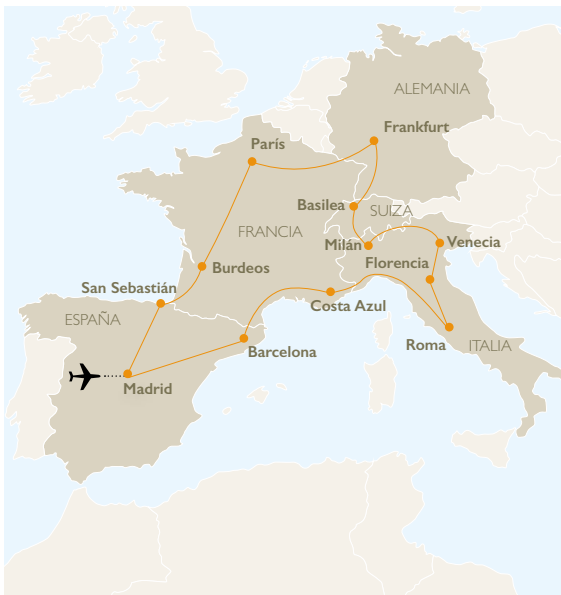 ALEMANIA
Frankfurt
París
Basilea
SUIZA
FRANCIA
Milán
Venecia
Florencia
Burdeos
San Sebastián
Costa Azul
ESPAÑA
Roma
ITALIA
Barcelona
Madrid